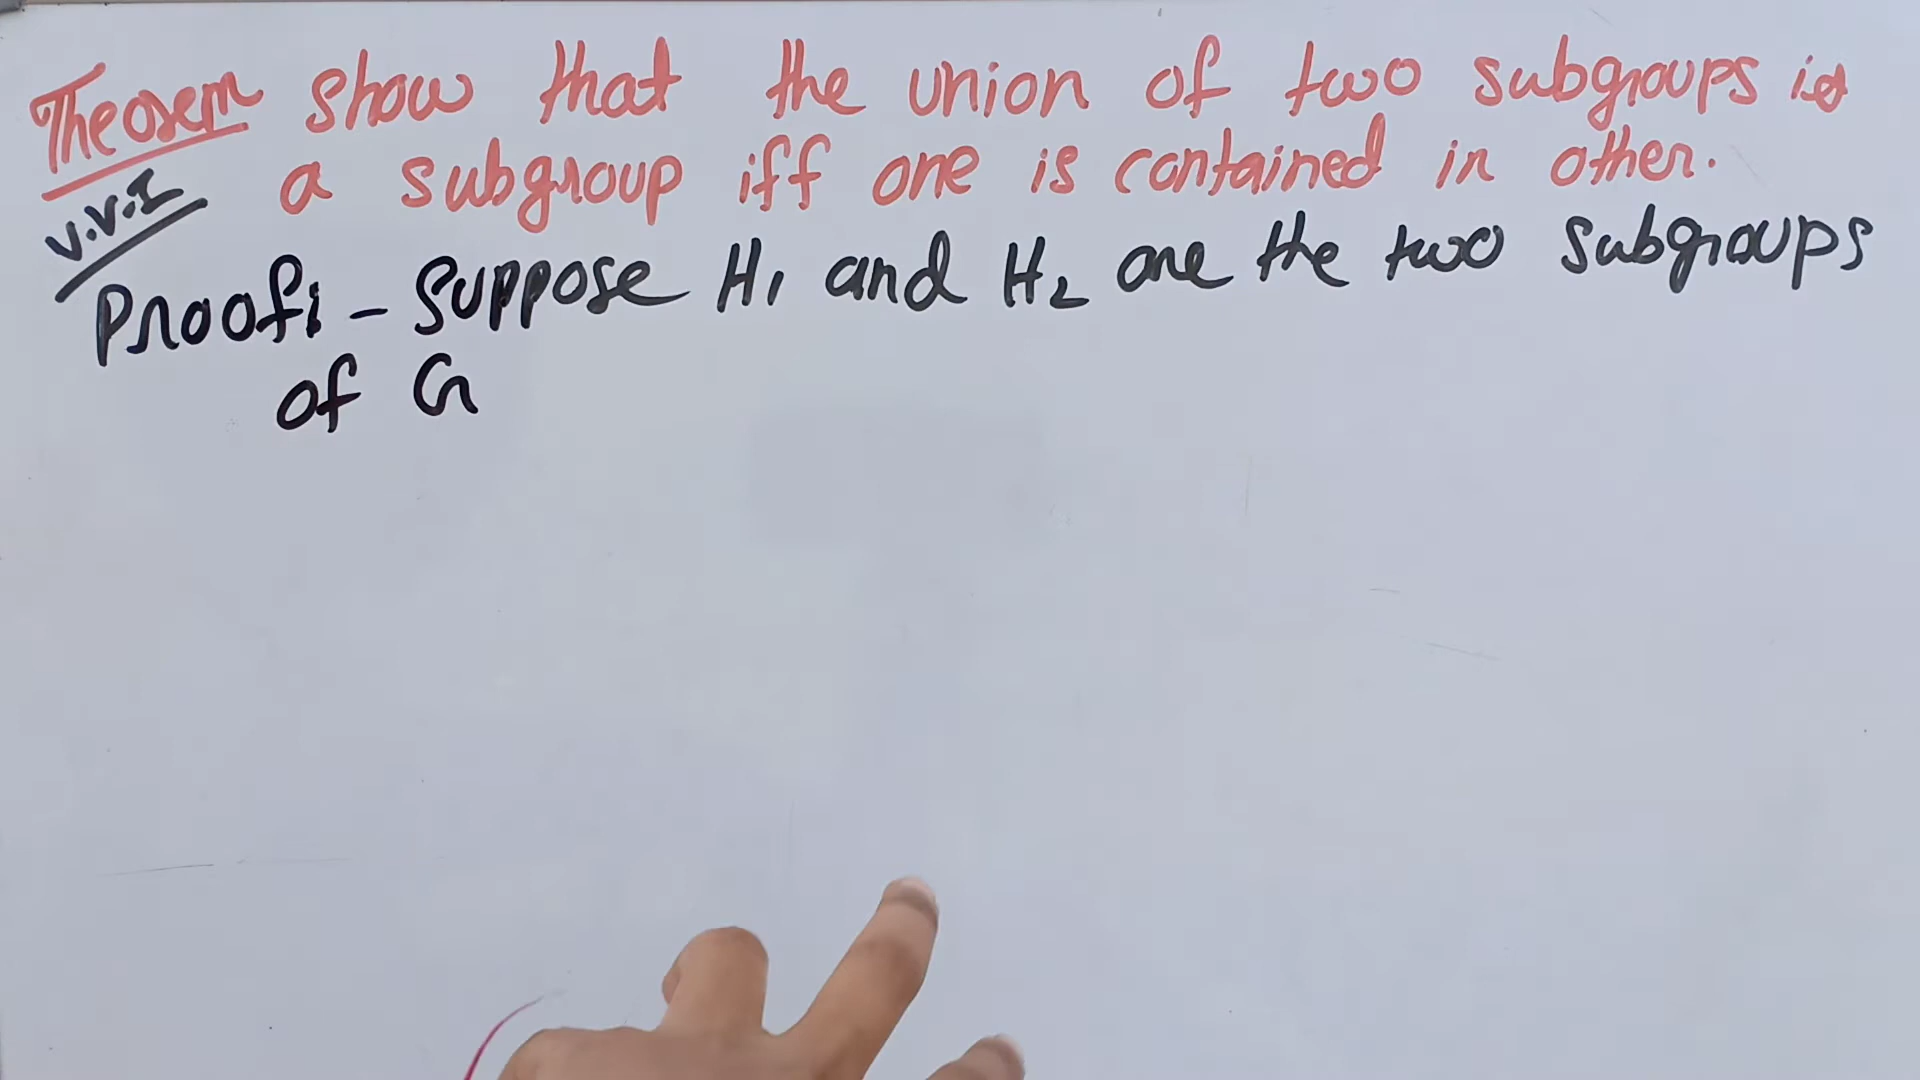 Theorem show that the union of two subgroups is
a subgroup iff one is contained in other.
V.V.I
Proof:- Suppose H₁ and H₂ are the two subgroups
of G